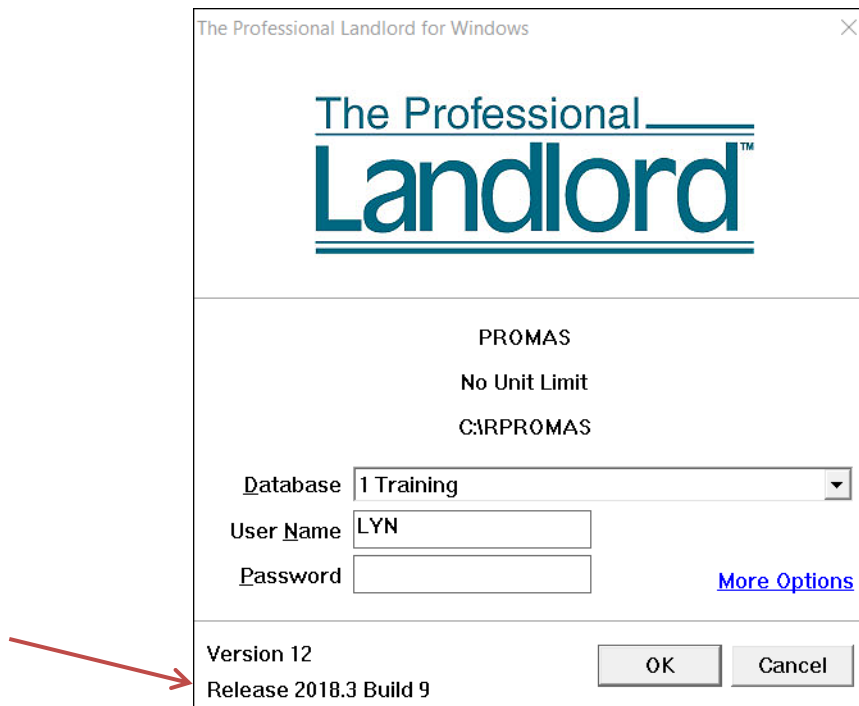 The Professional Landlord for Windows
The Professional
Landlord™
PROMAS
No Unit Limit
C:\RPROMAS
Database 1 Training
User Name LYN
Password
More Options
Version 12
Release 2018.3 Build 9
OK Cancel